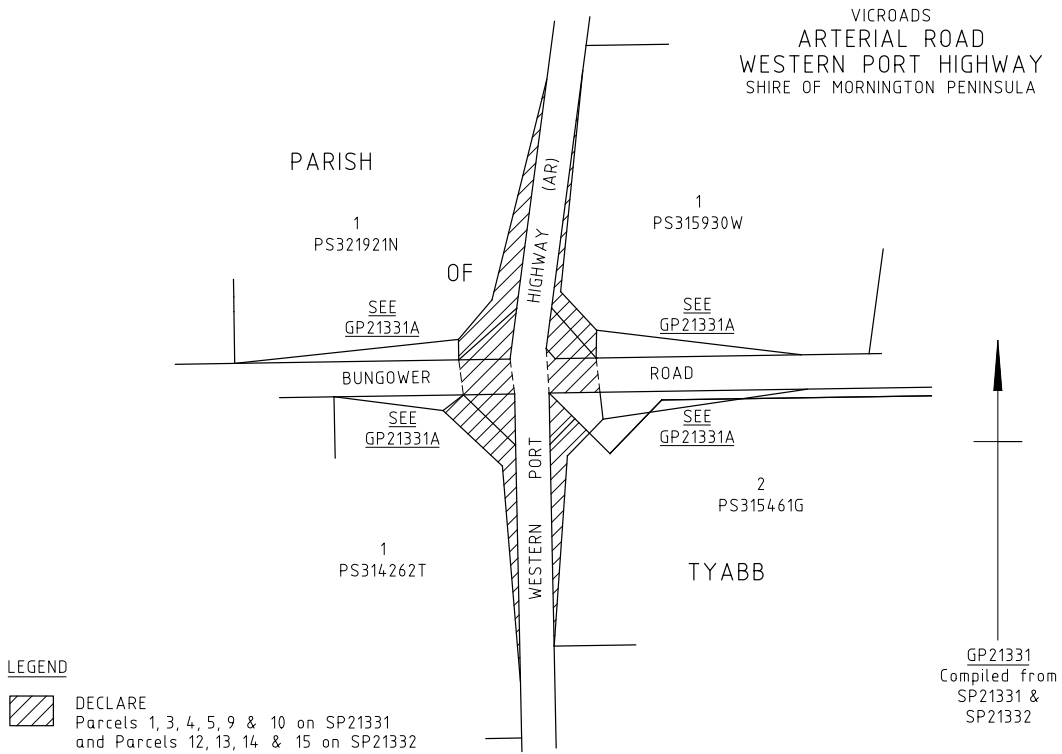 VICROADS
ARTERIAL ROAD
WESTERN PORT HIGHWAY
SHIRE OF MORNINGTON PENINSULA
PARISH
OF
TYABB
1
PS321921N
1
PS315930W
HIGHWAY (AR)
SEE
GP21331A
SEE
GP21331A
BUNGOWER
ROAD
SEE
GP21331A
SEE
GP21331A
WESTERN PORT
2
PS315461G
1
PS314262T
LEGEND
DECLARE
Parcels 1, 3, 4, 5, 9 & 10 on SP21331
and Parcels 12, 13, 14 & 15 on SP21332
GP21331
Compiled from
SP21331 &
SP21332